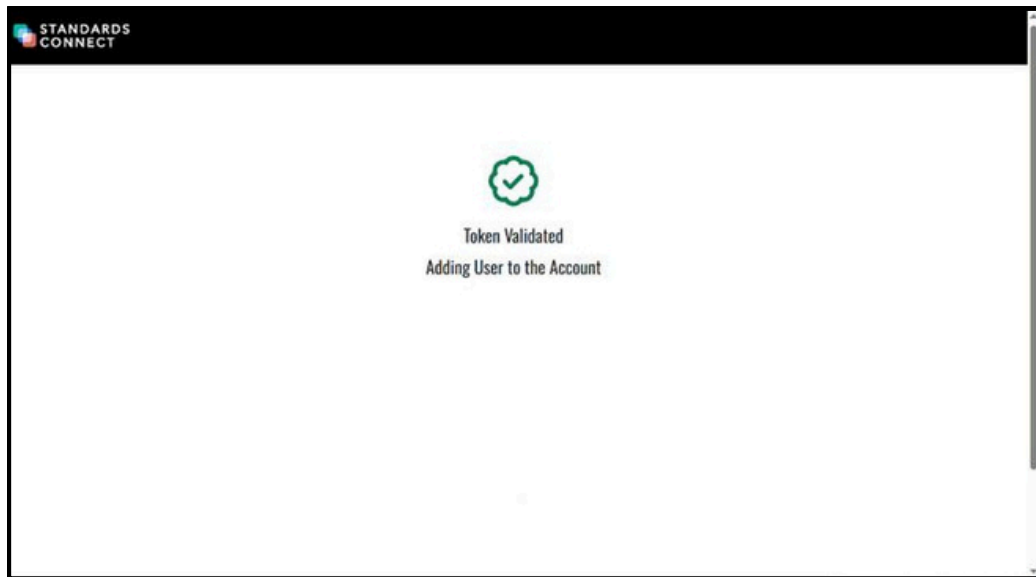 STANDARDS
CONNECT
Token Validated
Adding User to the Account